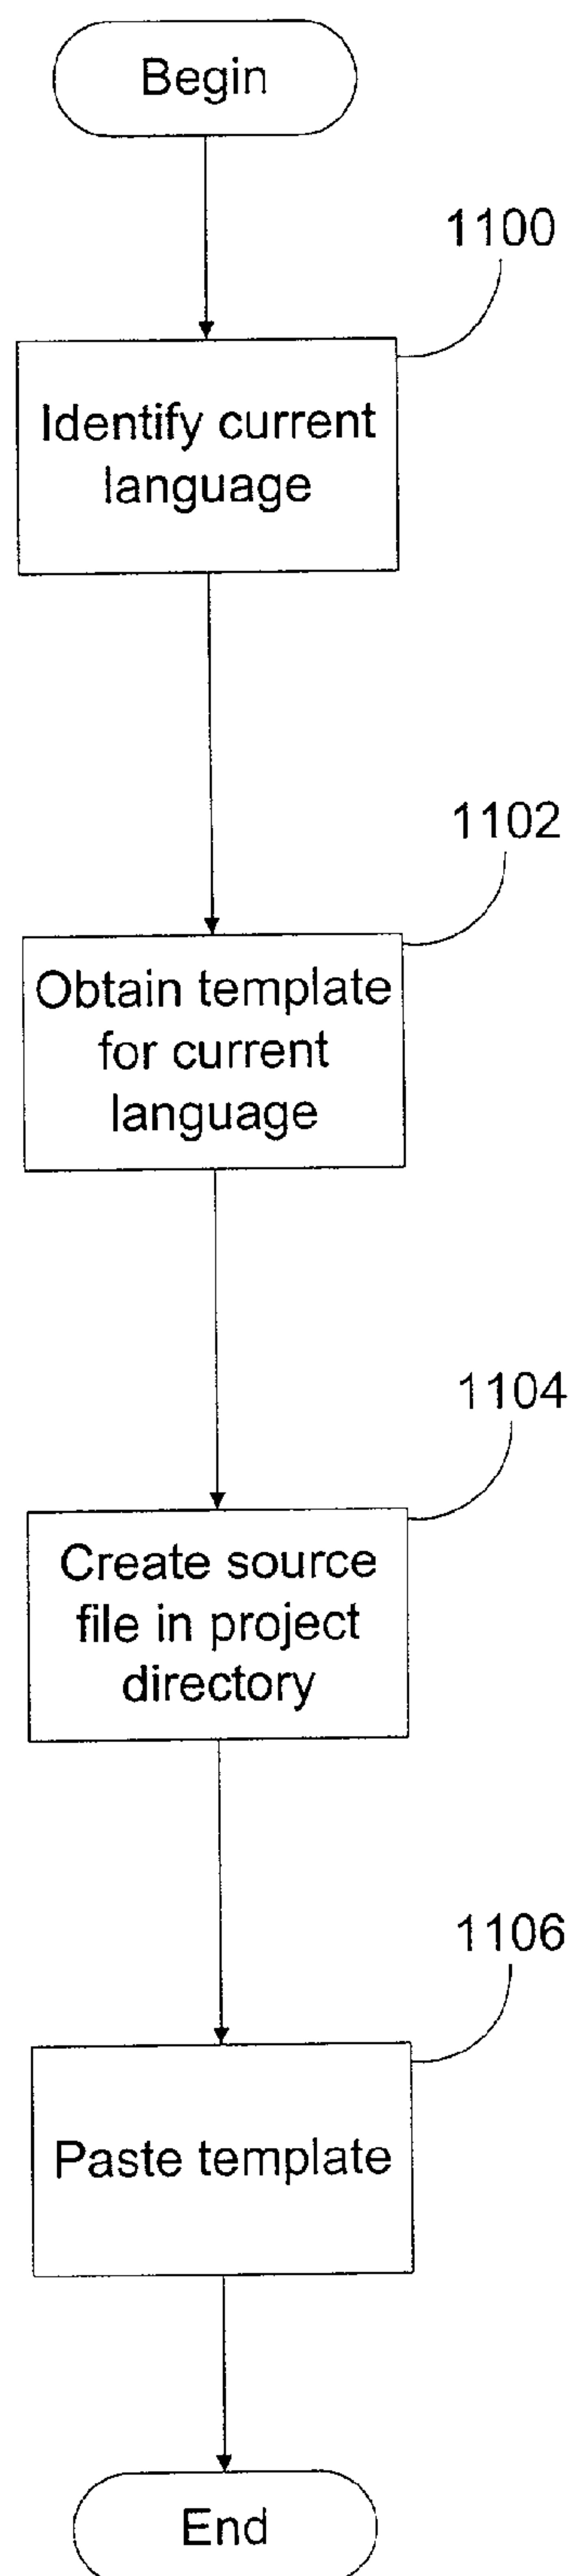 Begin
1100
Identify current
language
1102
Obtain template
for current
language
1104
Create source
file in project
directory
1106
Paste template
End